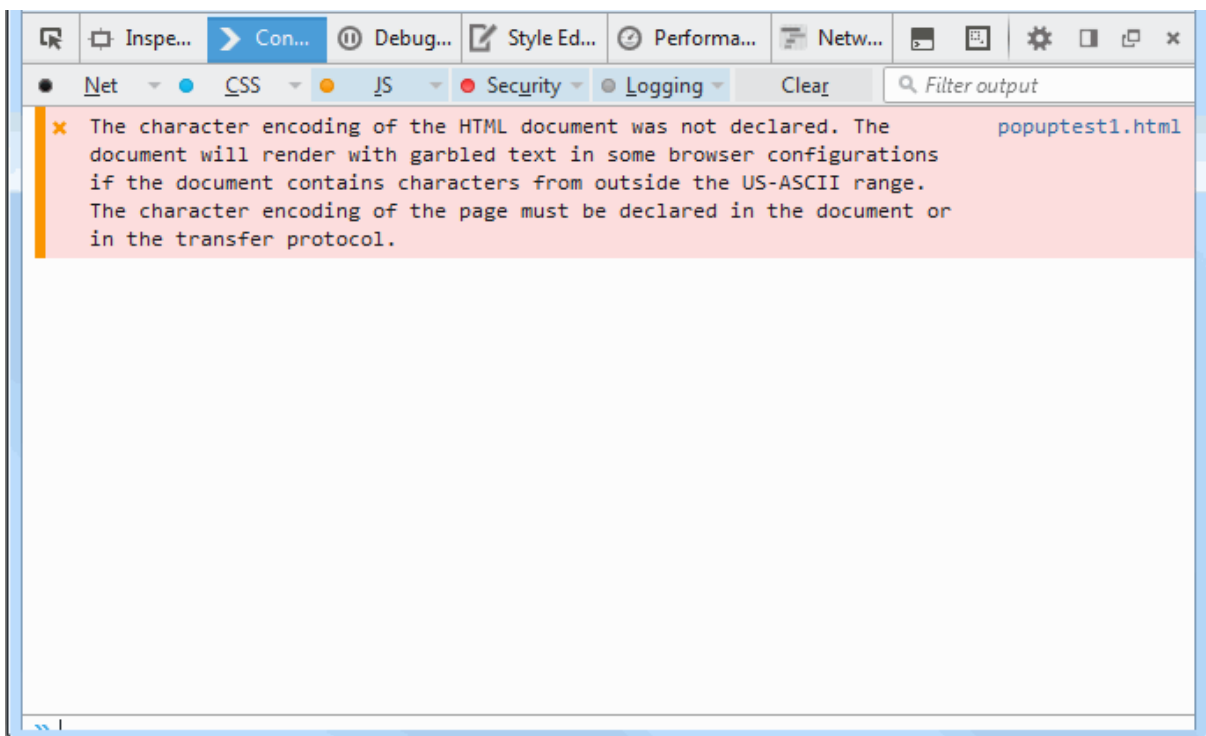 Inspe... Con... Debug... Style Ed... Performa... Netw...
Net CSS JS Security Logging Clear Filter output
The character encoding of the HTML document was not declared. The popuptest1.html
document will render with garbled text in some browser configurations
if the document contains characters from outside the US-ASCII range.
The character encoding of the page must be declared in the document or
in the transfer protocol.